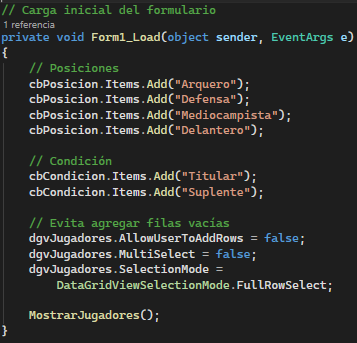 // Carga inicial del formulario
1 referencia
private void Form1_Load(object sender, EventArgs e)
{
    // Posiciones
    cbPosicion.Items.Add("Arquero");
    cbPosicion.Items.Add("Defensa");
    cbPosicion.Items.Add("Mediocampista");
    cbPosicion.Items.Add("Delantero");

    // Condición
    cbCondicion.Items.Add("Titular");
    cbCondicion.Items.Add("Suplente");

    // Evita agregar filas vacías
    dgvJugadores.AllowUserToAddRows = false;
    dgvJugadores.MultiSelect = false;
    dgvJugadores.SelectionMode =
        DataGridViewSelectionMode.FullRowSelect;

    MostrarJugadores();
}